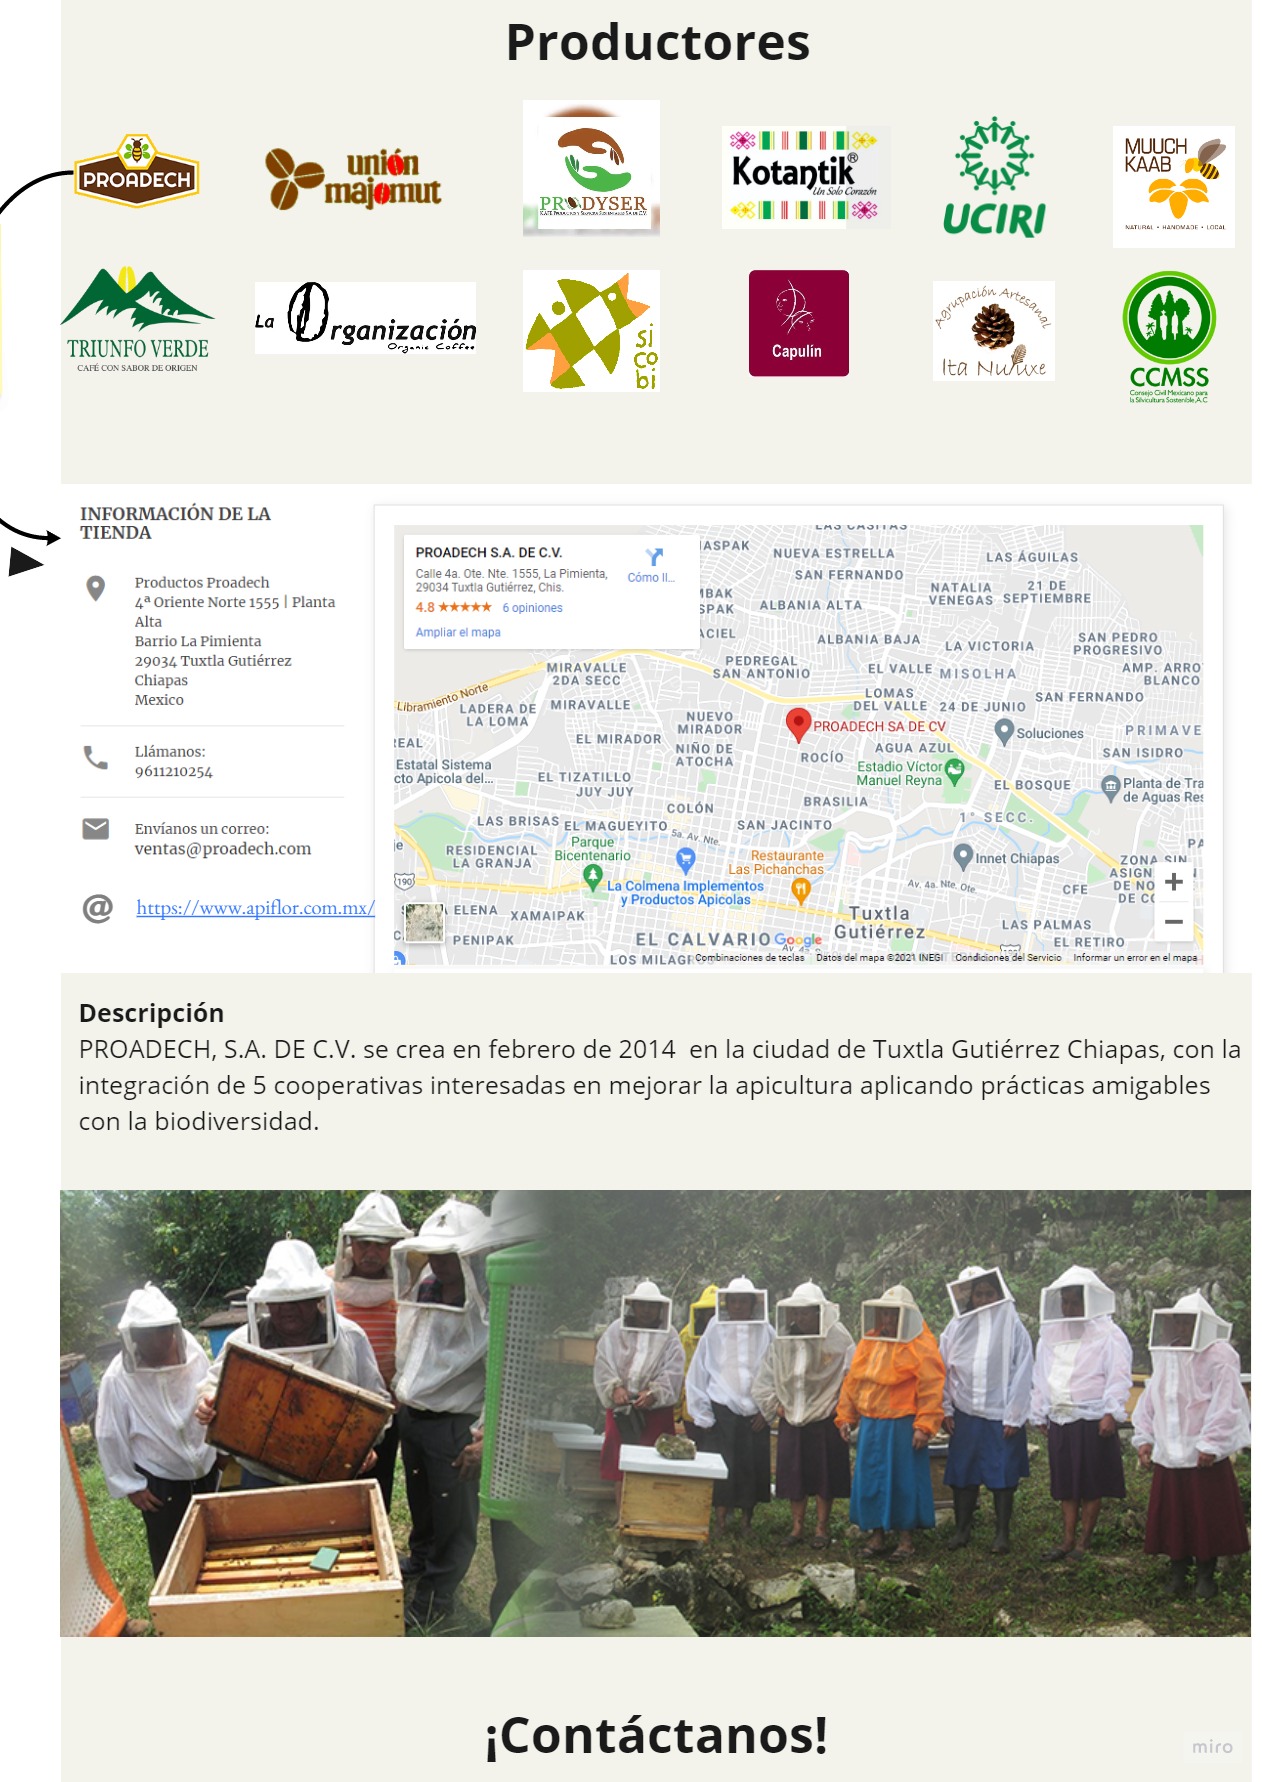 Productores
PROADECH
unión
majomut
PRODYSER
Kotantik®
Un Solo Corazón
UCIRI
MUUCH
KAAB
NATURAL • HANDMADE • LOCAL
TRIUNFO VERDE
CAFÉ CON SABOR DE ORIGEN
La Organización
Organic Coffee
si
co
bi
Capulín
Agrupación Artesanal
Ita Nuluxe
CCMSS
Consejo Civil Mexicano para
la Silvicultura Sostenible, A.C
INFORMACIÓN DE LA
TIENDA
Productos Proadech
4ª Oriente Norte 1555 | Planta
Alta
Barrio La Pimienta
29034 Tuxtla Gutiérrez
Chiapas
Mexico
Llámanos:
9611210254
Envíanos un correo:
ventas@proadech.com
@ https://www.apiflor.com.mx/
PROADECH S.A. DE C.V.
Calle 4a. Ote. Nte. 1555, La Pimienta,
29034 Tuxtla Gutiérrez, Chis.
4.8 ★★★★★ 6 opiniones
Ampliar el mapa
Cómo ll...
LAS CASITAS
IASPAK
NUEVA ESTRELLA
LAS ÁGUILAS
SAN FERNANDO
MBAK
SPAK
ALBANIA ALTA
NATALIA
VENEGAS
21 DE
SEPTIEMBRE
ACIEL
ALBANIA BAJA
LA VICTORIA
SAN PEDRO
PROGRESIVO
MIRAVALLE
2DA SECC
PEDREGAL
SAN ANTONIO
EL VALLE
MISOLHA
AMP. ARRO
BLANCO
Libramiento Norte
LADERA DE
LA LOMA
MIRAVALLE
LOMAS
DEL VALLE
24 DE JUNIO
SAN FERNANDO
NUEVO
MIRADOR
PROADECH SA DE CV
Soluciones
PRIMAVE
REAL
EL MIRADOR
NIÑO DE
ATOCHA
ROCÍO
AGUA AZUL
SAN ISIDRO
Estatal Sistema
cto Apicola del...
EL TIZATILLO
JUY JUY
Estadio Víctor
Manuel Reyna
EL BOSQUE
Planta de Tra
de Aguas Res
COLÓN
BRASILIA
LAS BRISAS
EL MAGUEYITO
5a. Av. Nte.
SAN JACINTO
1° SECC.
je
RESIDENCIAL
LA GRANJA
Parque
Bicentenario
Restaurante
Las Pichanchas
Innet Chiapas
PA
ZONA SIN
ASIGN
DE NO
DE CO
190
La Colmena Implementos
y Productos Apicolas
Av. 4a. Nte. Ote.
CFE
+
−
ELENA
XAMAIPAK
Tuxtla
Gutiérrez
LAS PALMAS
PENIPAK
EL CALVARIO
Google
EL RETIRO
LOS MILAGR
Combinaciones de teclas
Datos del mapa ©2021 INEGI
Condiciones del Servicio
Informar un error en el mapa
Descripción
PROADECH, S.A. DE C.V. se crea en febrero de 2014 en la ciudad de Tuxtla Gutiérrez Chiapas, con la
integración de 5 cooperativas interesadas en mejorar la apicultura aplicando prácticas amigables
con la biodiversidad.
¡Contáctanos!
miro